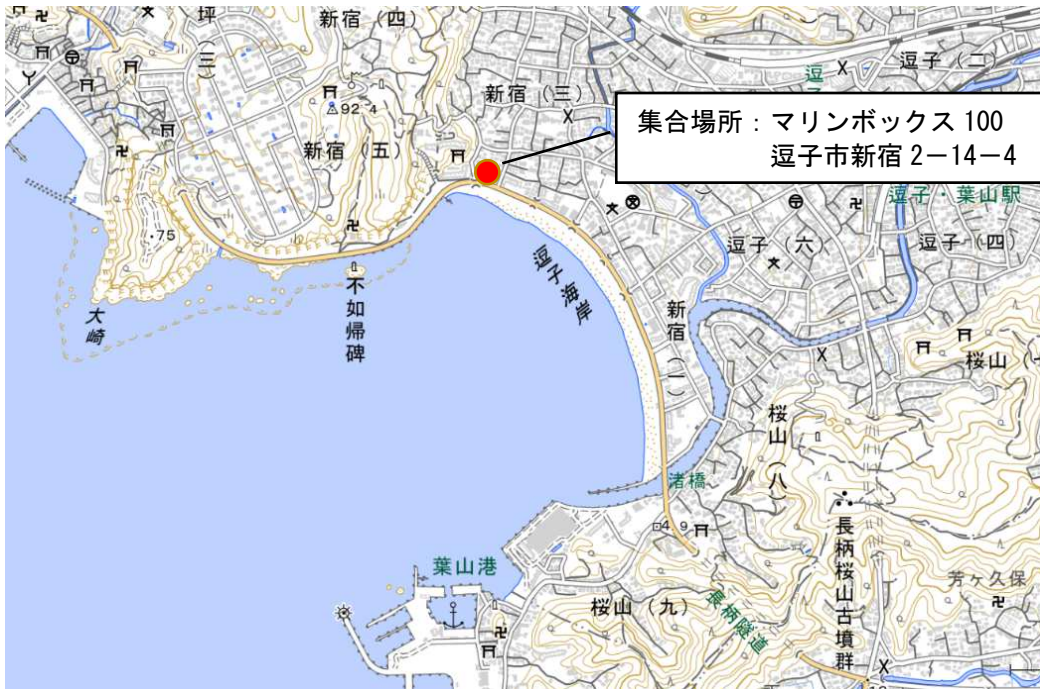 新宿（四）
坪
（三）
92.4
新宿（三）
逗子（二）
逗
集合場所：マリンボックス 100
逗子市新宿 2－14－4
新宿（五）
逗子・葉山駅
逗子（六）
逗子（四）
・75
大崎
不如帰碑
逗子海岸
新宿（一）
桜山（七
桜山（八）
渚橋
4.9
長柄桜山古墳群
葉山港
桜山（九）
長柄隧道
芳ヶ久保